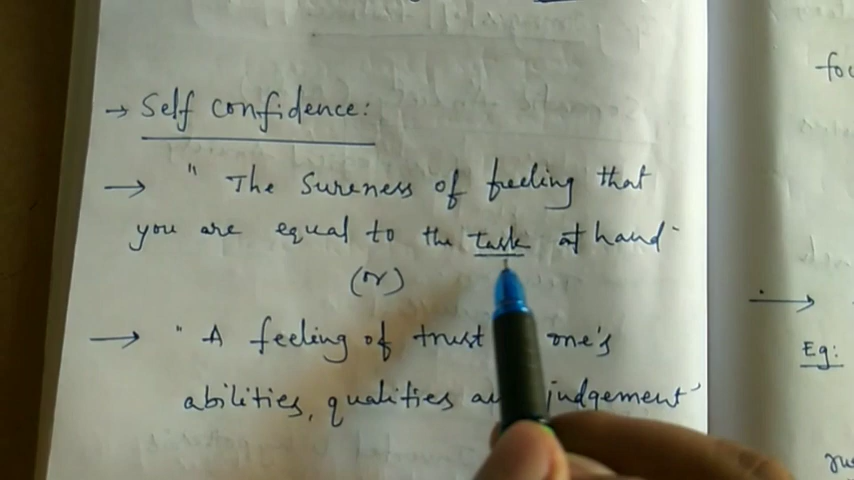 → Self confidence:
→ " The Sureness of feeling that
you are equal to the task at hand"
(or)
→ " A feeling of trust one's
abilities, qualities judgement"
Eg: